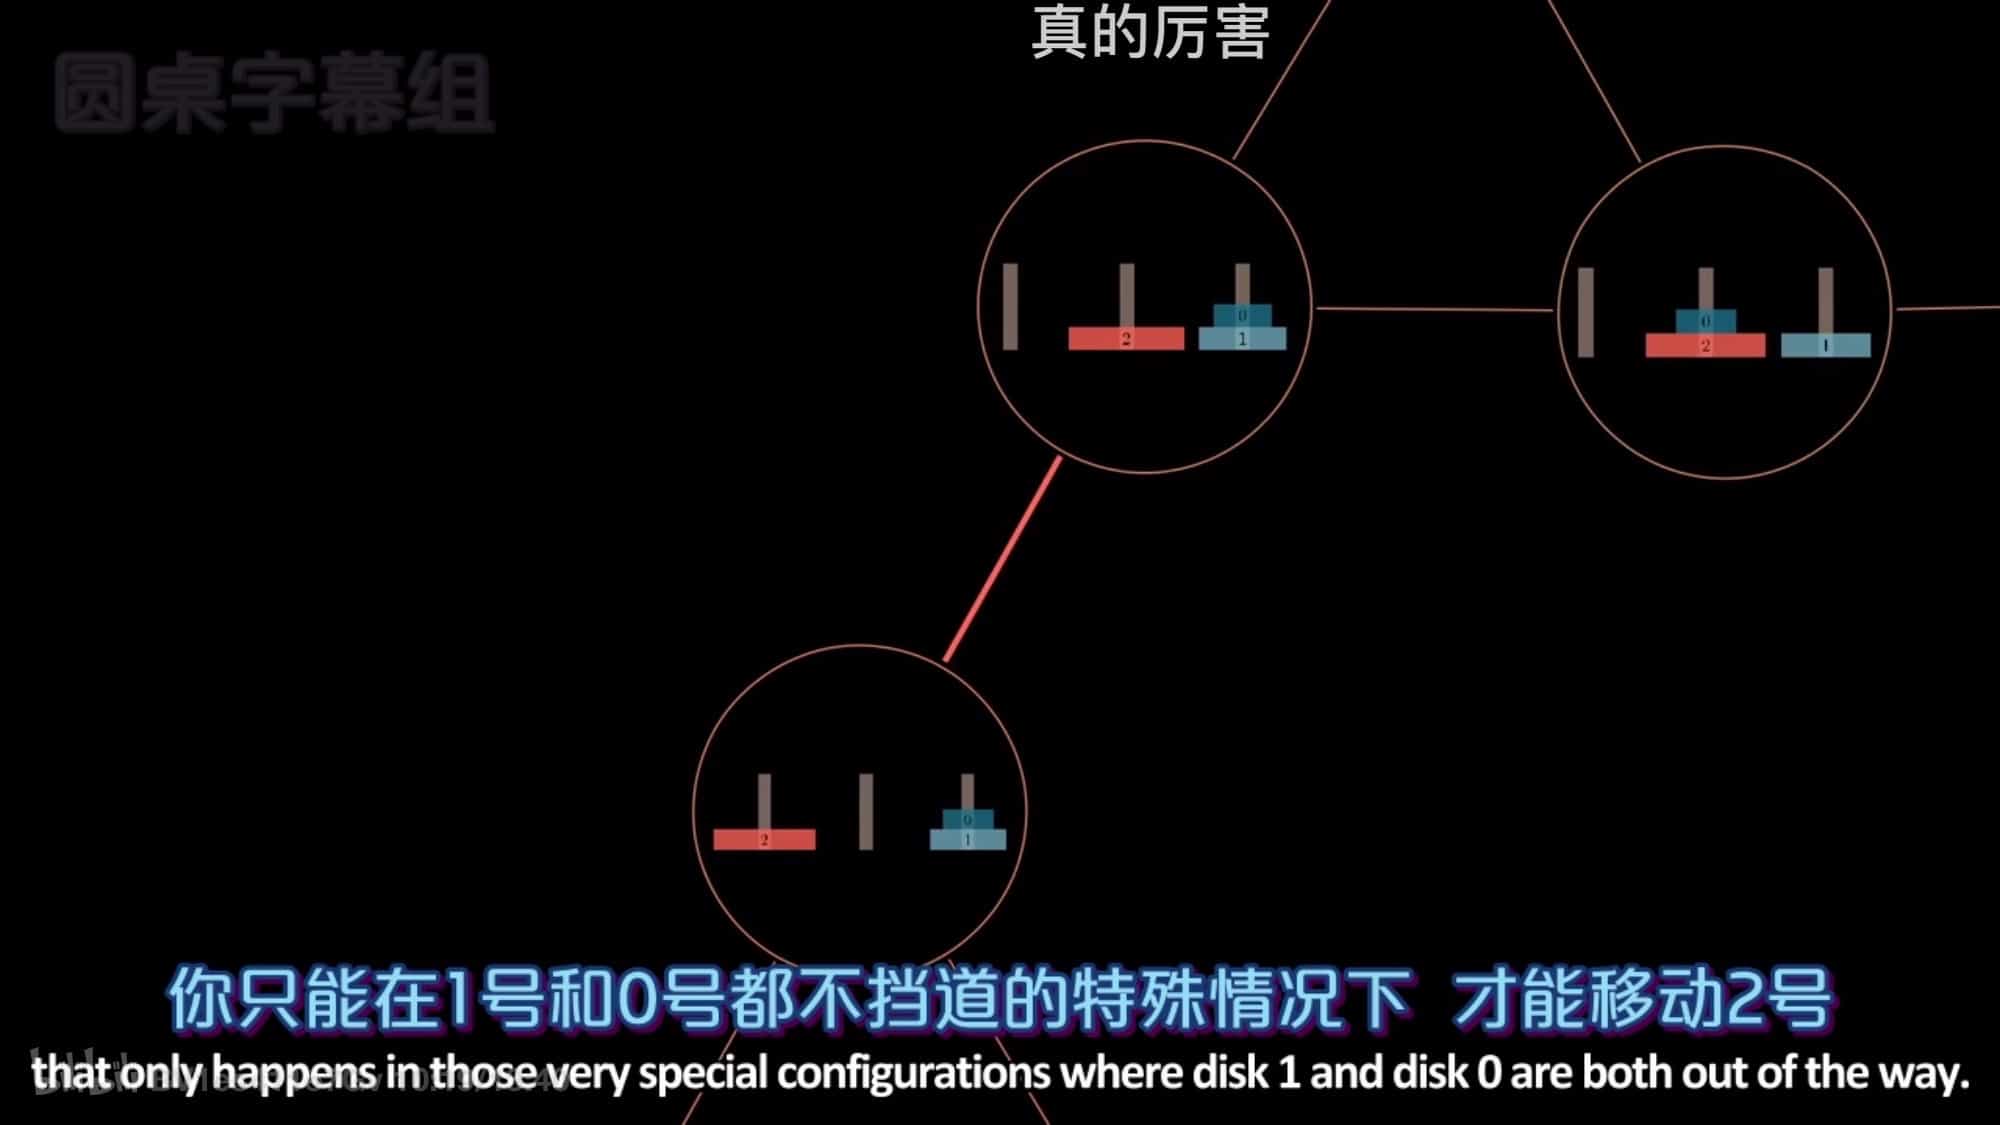 真的厉害
圆桌字幕组
0
2
1
0
2
1
2
0
1
你只能在1号和0号都不挡道的特殊情况下 才能移动2号
that only happens in those very special configurations where disk 1 and disk 0 are both out of the way.